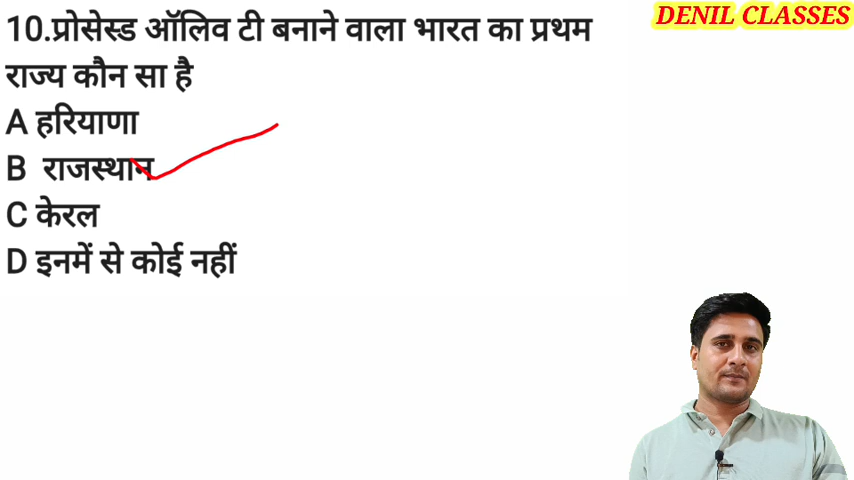 DENIL CLASSES
10.प्रोसेस्ड ऑलिव टी बनाने वाला भारत का प्रथम
राज्य कौन सा है
A हरियाणा
B राजस्थान
C केरल
D इनमें से कोई नहीं